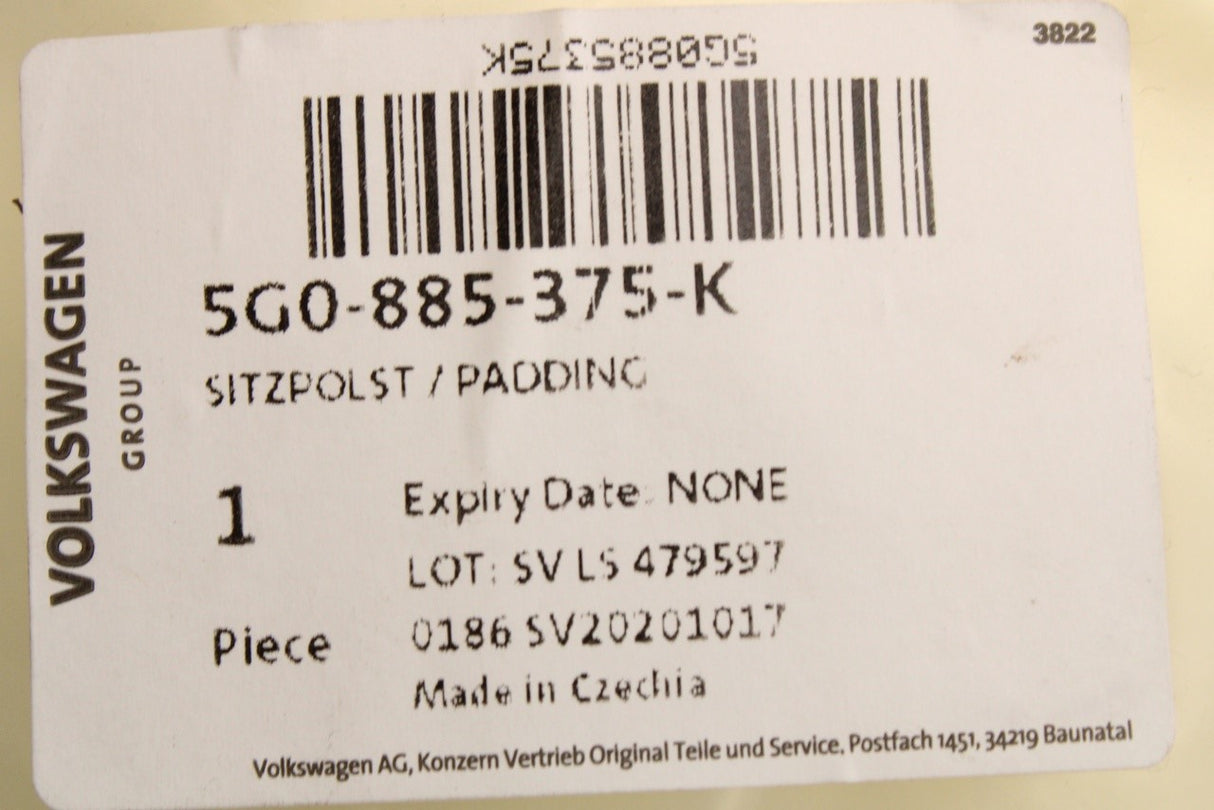 3822
5G0885375K
5G0-885-375-K
SITZPOLST / PADDING
1
Piece
Expiry Date: NONE
LOT: SV LS 479597
0186 SV20201017
Made in Czechia
Volkswagen AG, Konzern Vertrieb Original Teile und Service. Postfach 1451, 34219 Baunatal
VOLKSWAGEN
GROUP